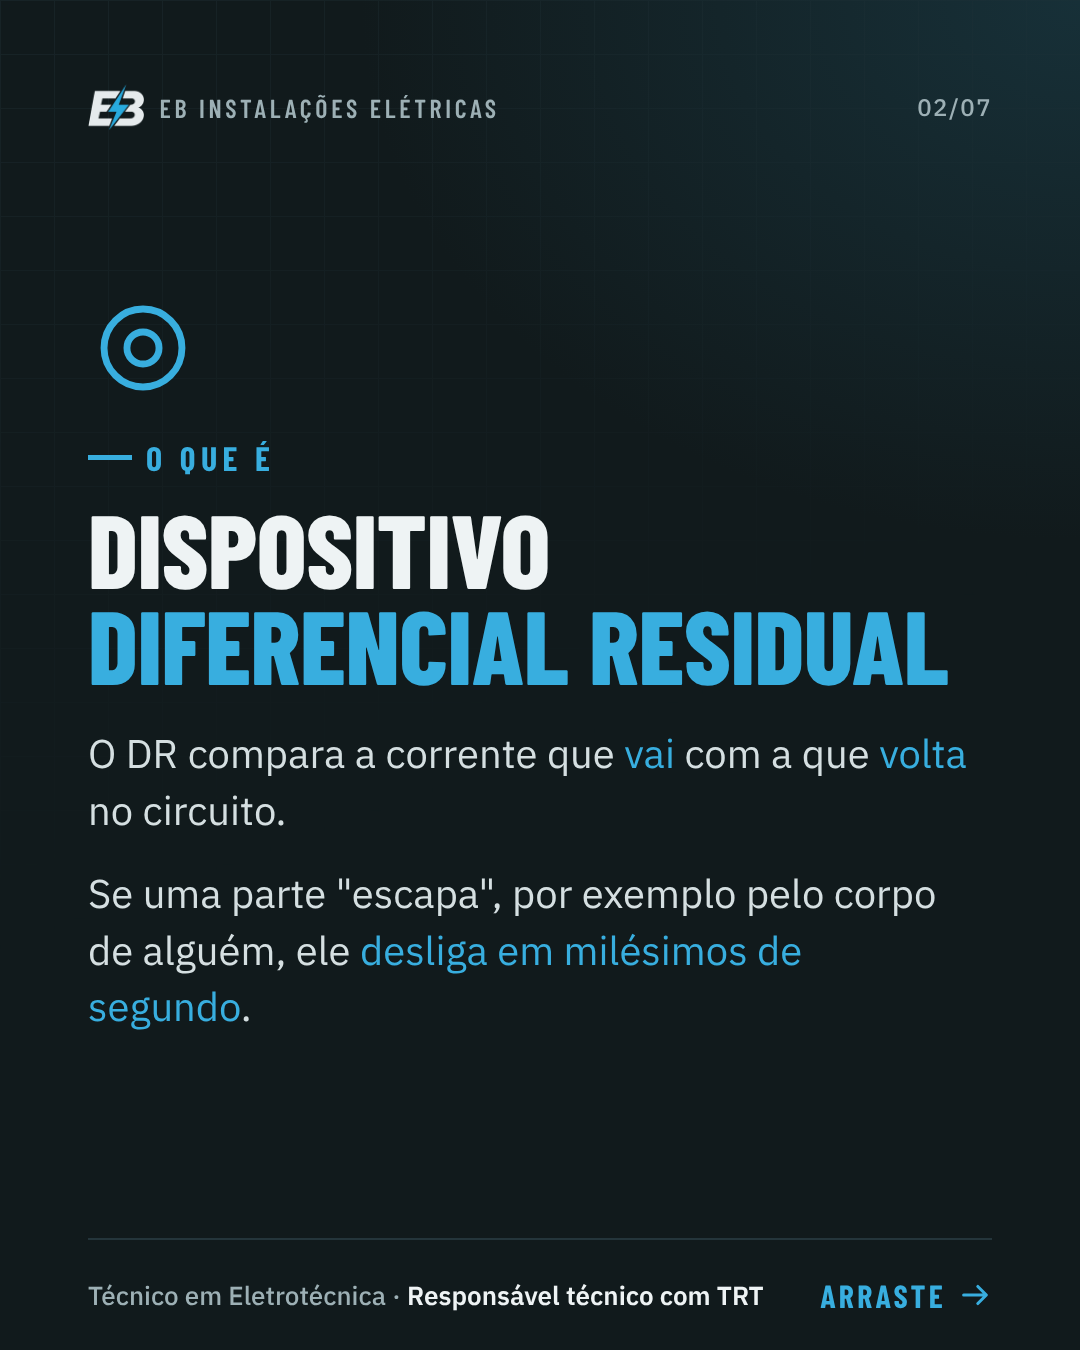 EB EB INSTALAÇÕES ELÉTRICAS
02/07
O QUE É
DISPOSITIVO
DIFERENCIAL RESIDUAL
O DR compara a corrente que vai com a que volta
no circuito.
Se uma parte "escapa", por exemplo pelo corpo
de alguém, ele desliga em milésimos de
segundo.
Técnico em Eletrotécnica · Responsável técnico com TRT
ARRASTE →